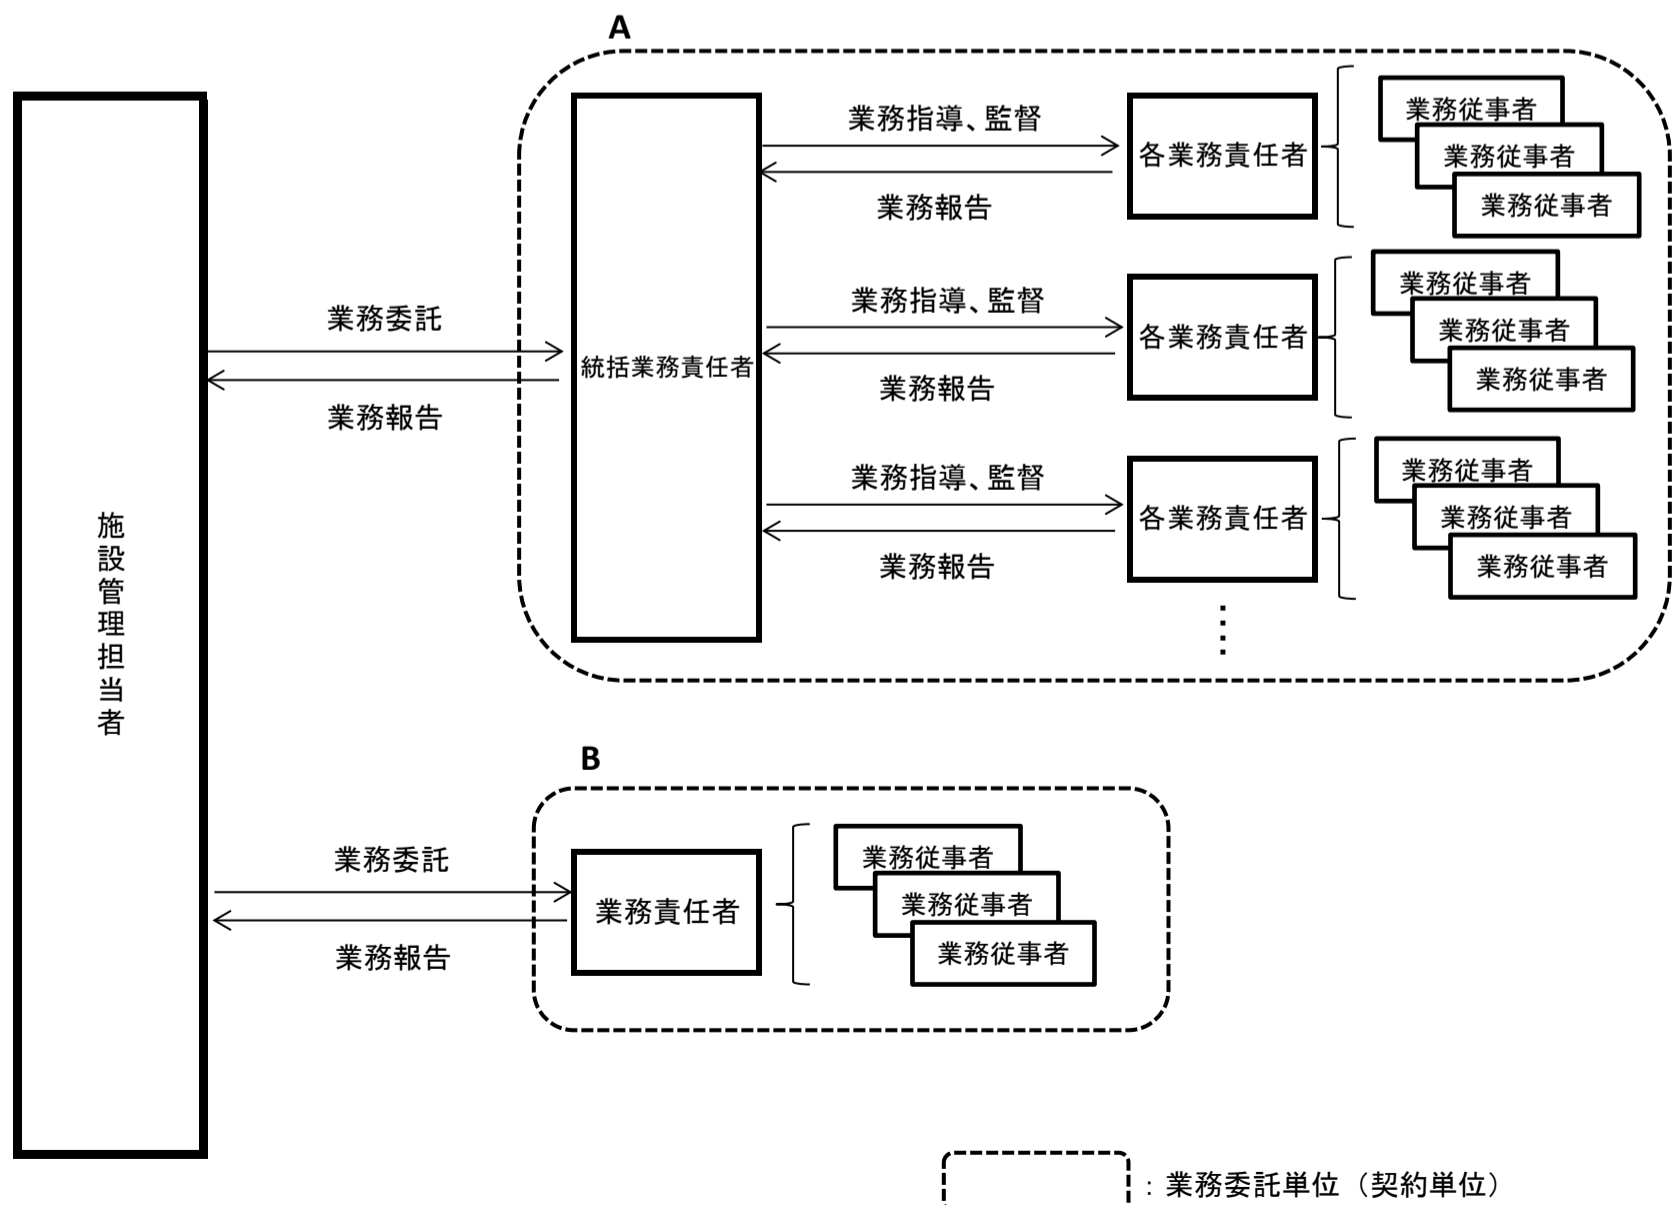 A
業務指導、監督
各業務責任者
業務報告
業務従事者
業務従事者
業務従事者
業務委託
業務報告
統括業務責任者
業務指導、監督
各業務責任者
業務報告
業務従事者
業務従事者
業務従事者
業務指導、監督
各業務責任者
業務報告
業務従事者
業務従事者
業務従事者
施設管理担当者
B
業務委託
業務報告
業務責任者
業務従事者
業務従事者
業務従事者
：業務委託単位（契約単位）